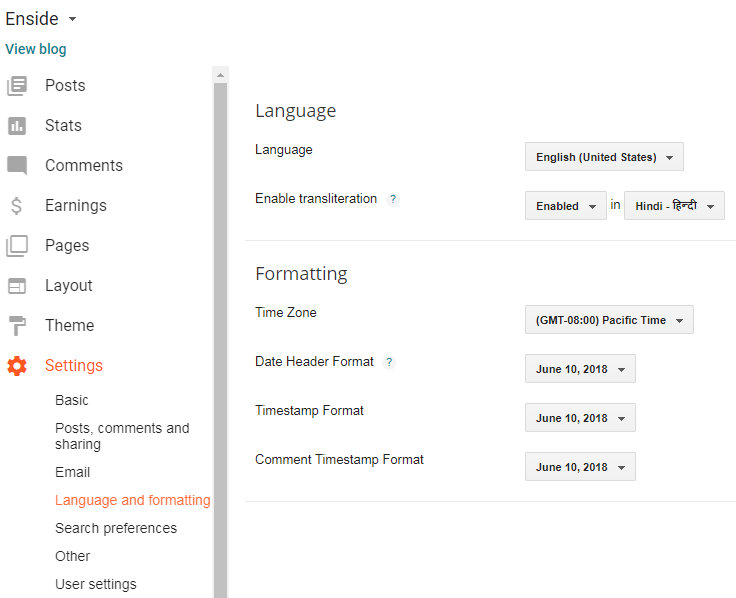 Enside
View blog
Posts
Stats
Comments
Earnings
Pages
Layout
Theme
Settings
Basic
Posts, comments and
sharing
Email
Language and formatting
Search preferences
Other
User settings
Language
Language English (United States)
Enable transliteration ? Enabled in Hindi - हिन्दी
Formatting
Time Zone (GMT-08:00) Pacific Time
Date Header Format ? June 10, 2018
Timestamp Format June 10, 2018
Comment Timestamp Format June 10, 2018